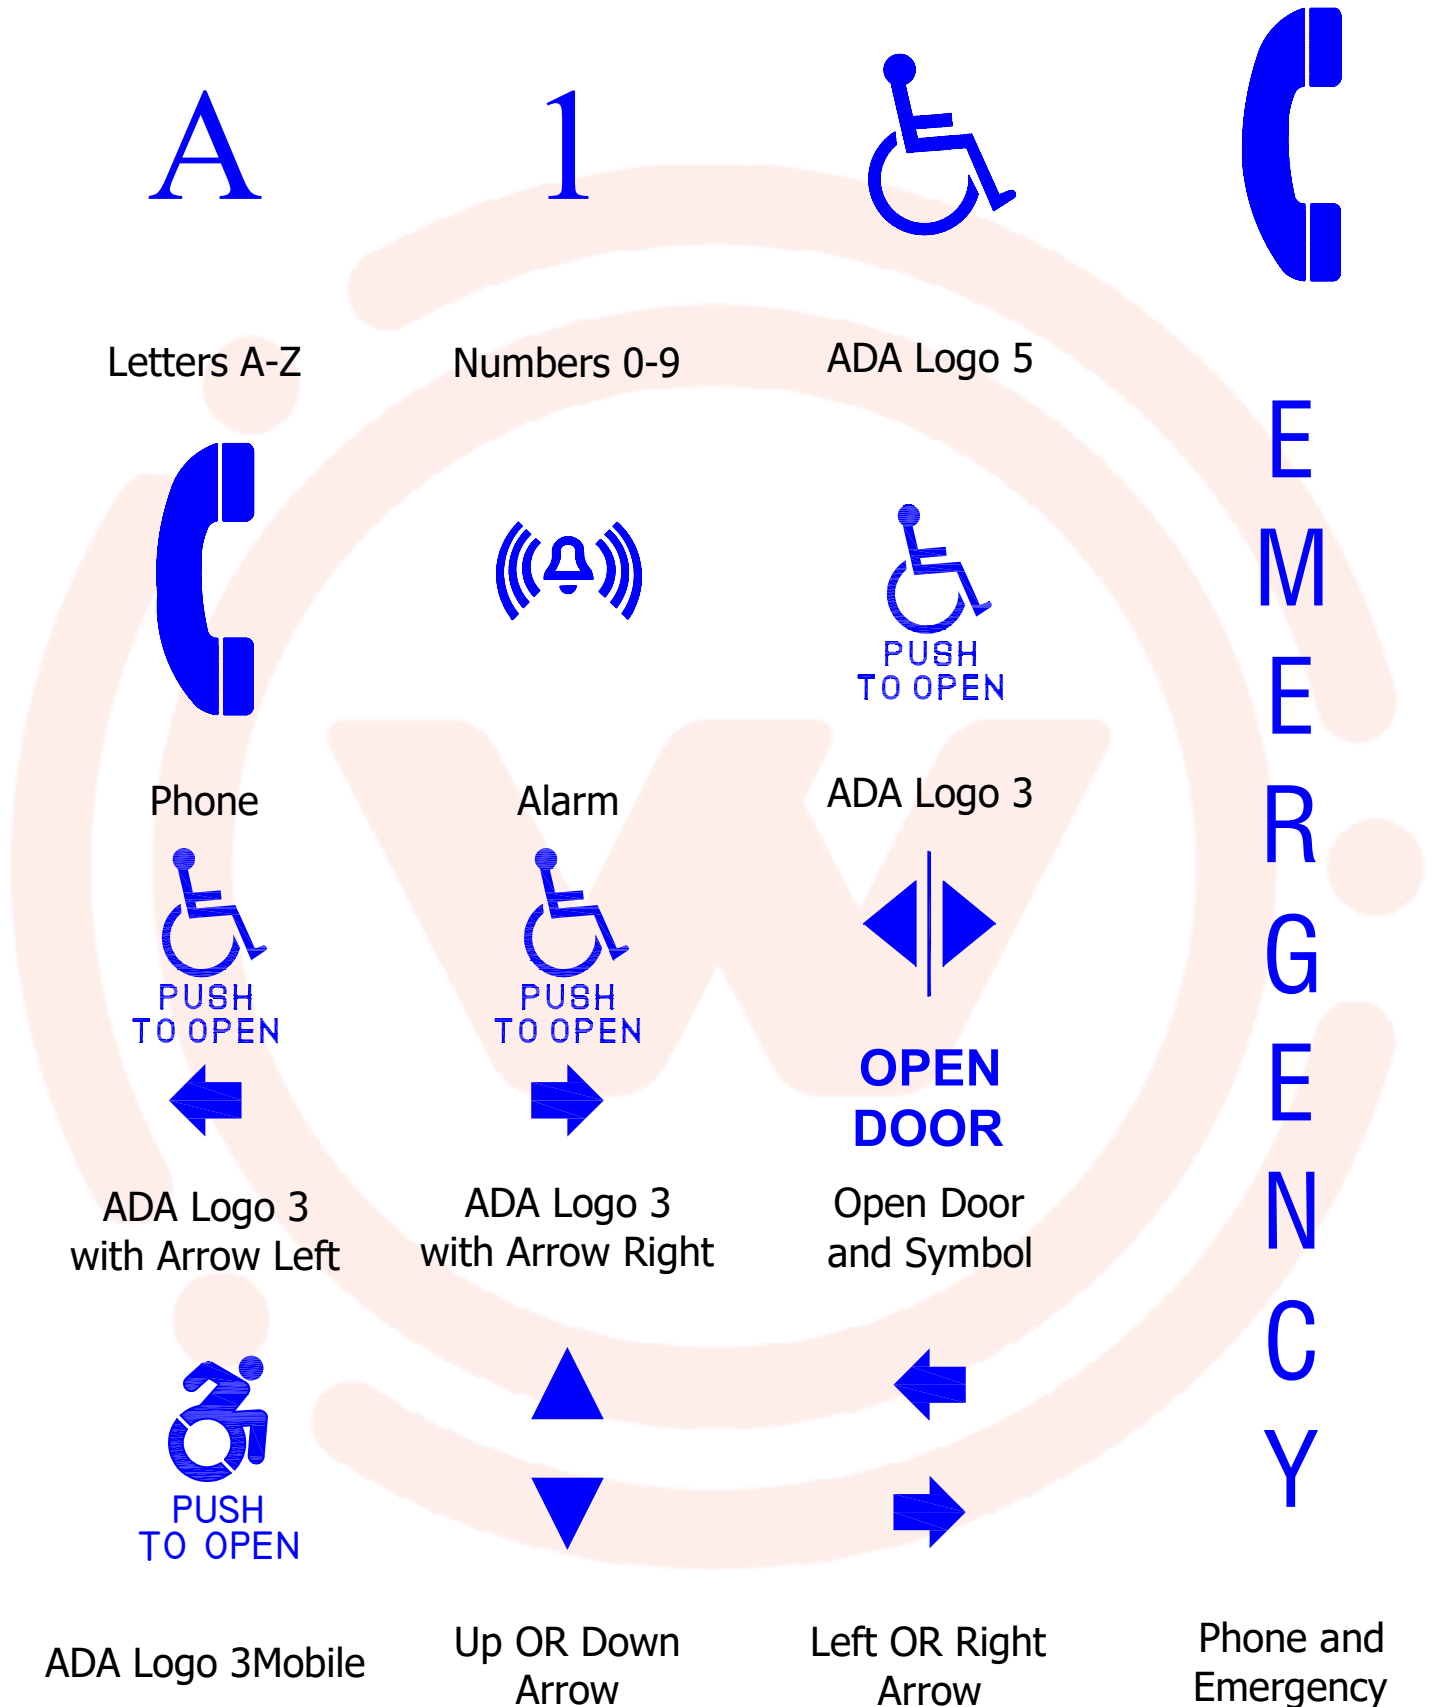 A
1
Letters A-Z
Numbers 0-9
ADA Logo 5
PUSH
TO OPEN
Phone
Alarm
ADA Logo 3
PUSH
TO OPEN
PUSH
TO OPEN
OPEN
DOOR
ADA Logo 3
with Arrow Left
ADA Logo 3
with Arrow Right
Open Door
and Symbol
PUSH
TO OPEN
ADA Logo 3Mobile
Up OR Down
Arrow
Left OR Right
Arrow
E
M
E
R
G
E
N
C
Y
Phone and
Emergency
W